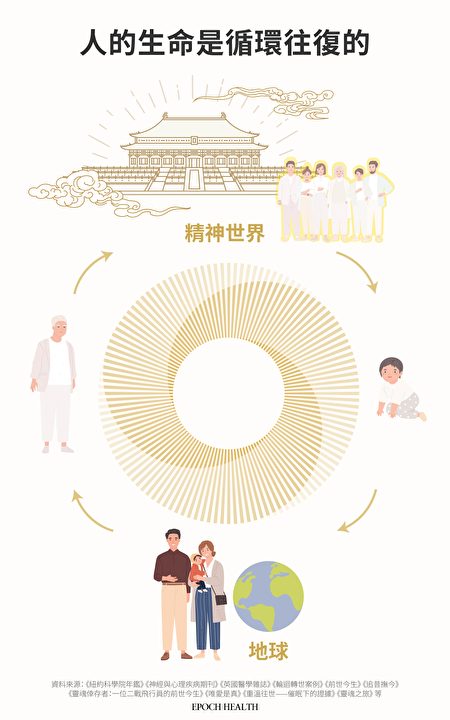 人的生命是循環往復的
精神世界
地球
資料來源：《紐約科學院年鑑》《神經與心理疾病期刊》《英國醫學雜誌》《輪迴轉世案例》《前世今生》《追昔撫今》
《靈魂倖存者：一位二戰飛行員的前世今生》《唯愛是真》《重溫往世——催眠下的證據》《靈魂之旅》等
EPOCH HEALTH